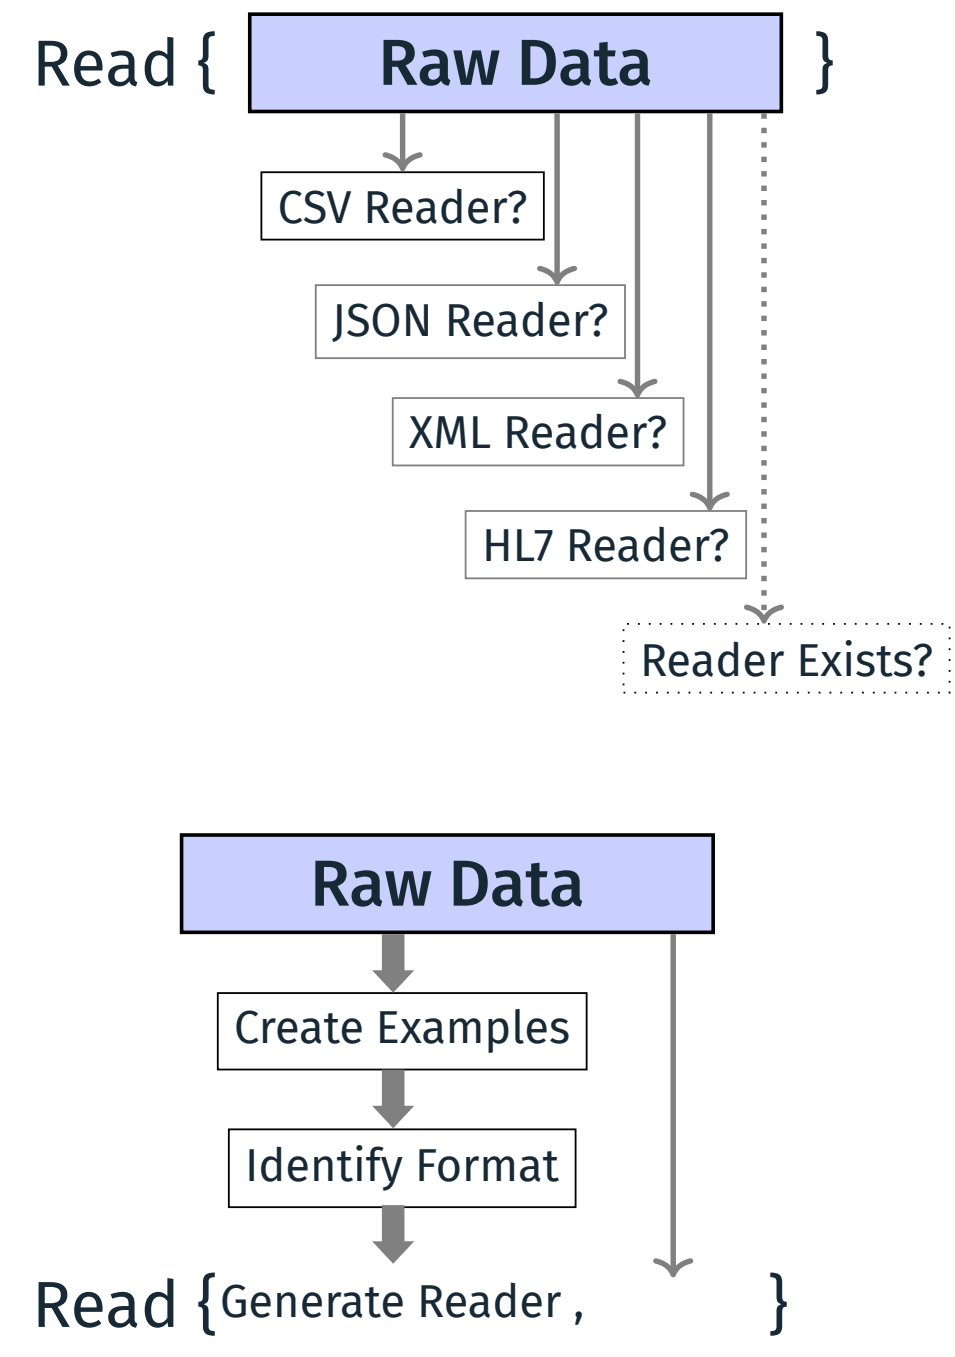 Read { Raw Data }
CSV Reader?
JSON Reader?
XML Reader?
HL7 Reader?
Reader Exists?
Raw Data
Create Examples
Identify Format
Read {Generate Reader , }